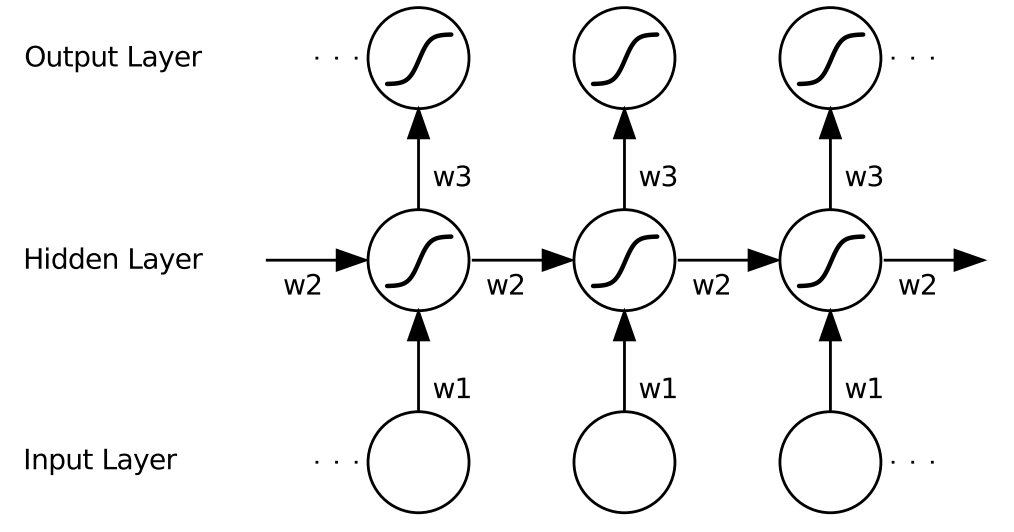 Output Layer
. . .
. . .
w3
w3
w3
Hidden Layer
w2
w2
w2
w2
w1
w1
w1
Input Layer
. . .
. . .